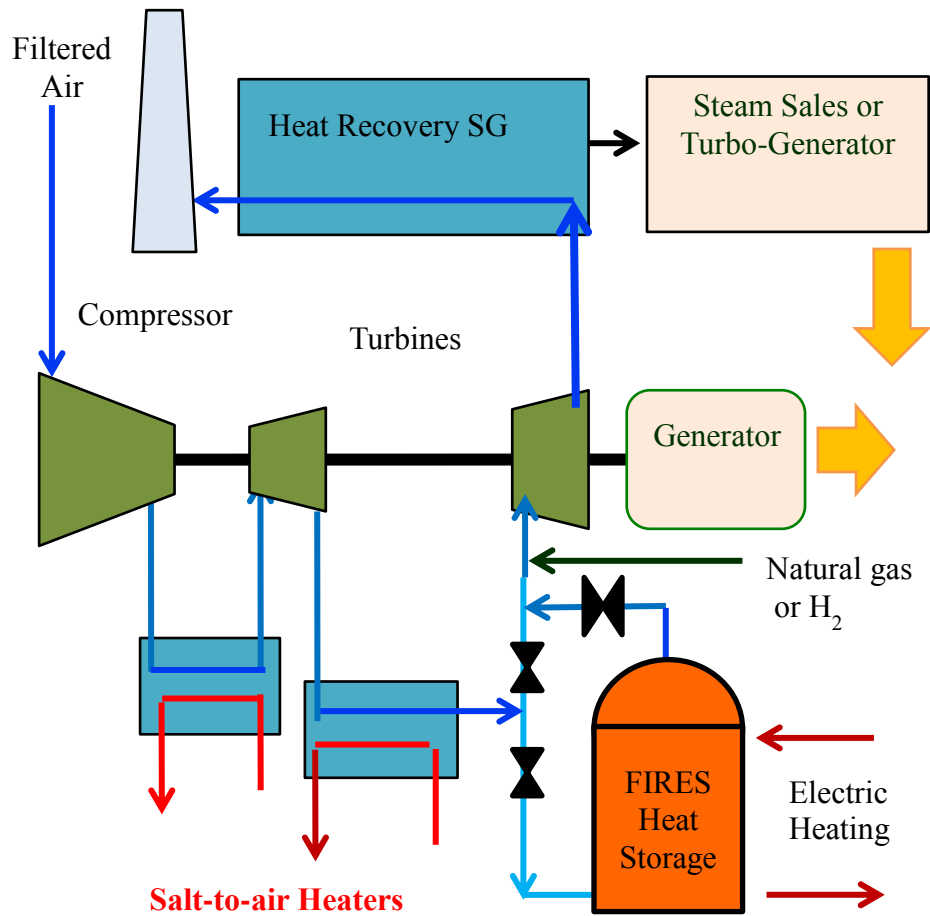 Filtered
Air
Heat Recovery SG
Steam Sales or
Turbo-Generator
Compressor
Turbines
Generator
Natural gas
or H₂
FIRES
Heat
Storage
Electric
Heating
Salt-to-air Heaters